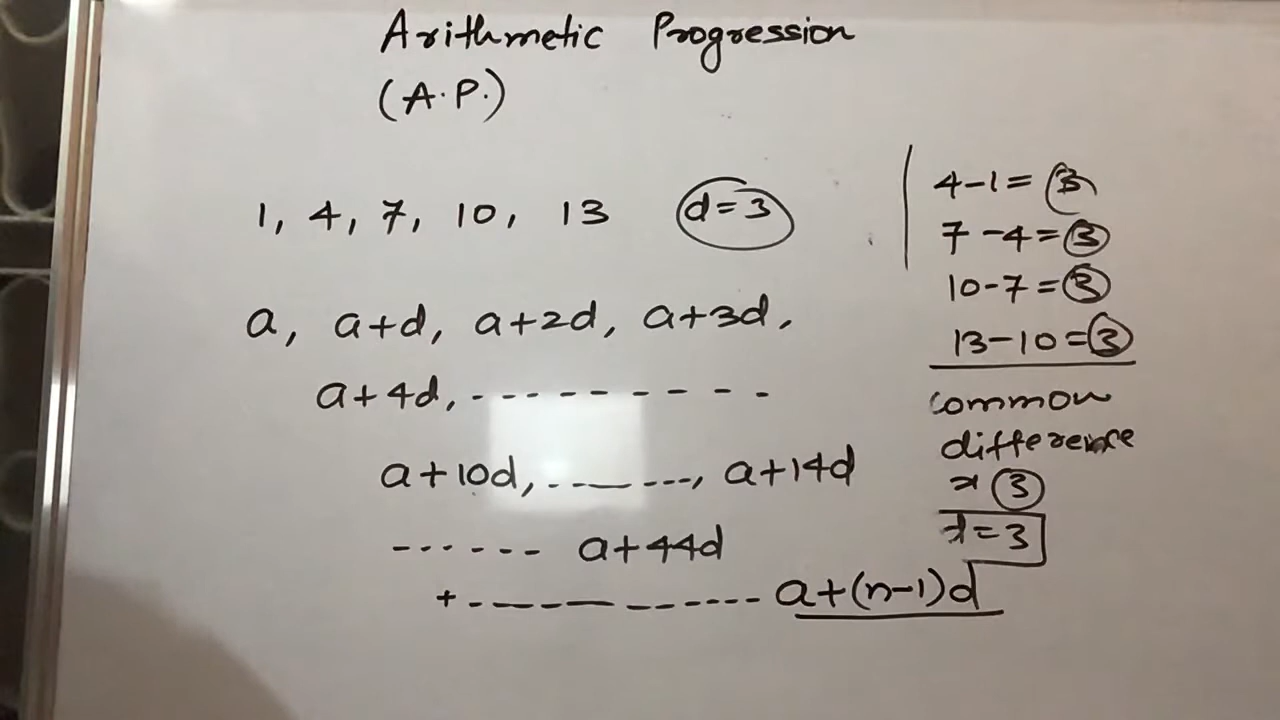 Arithmetic Progression
(A.P.)
1, 4, 7, 10, 13 d=3
a, a+d, a+2d, a+3d,
a+4d, ---------
a+10d, ------, a+14d
------ a+44d
+ ------------ a+(n-1)d
4-1=3
7-4=3
10-7=3
13-10=3
common
difference
3
=3